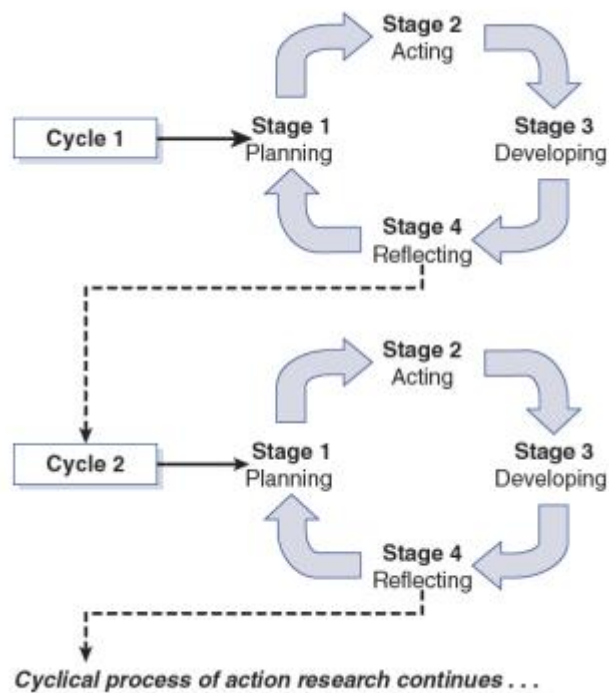 Stage 2
Acting
Cycle 1
Stage 1
Planning
Stage 3
Developing
Stage 4
Reflecting
Stage 2
Acting
Cycle 2
Stage 1
Planning
Stage 3
Developing
Stage 4
Reflecting
Cyclical process of action research continues . . .